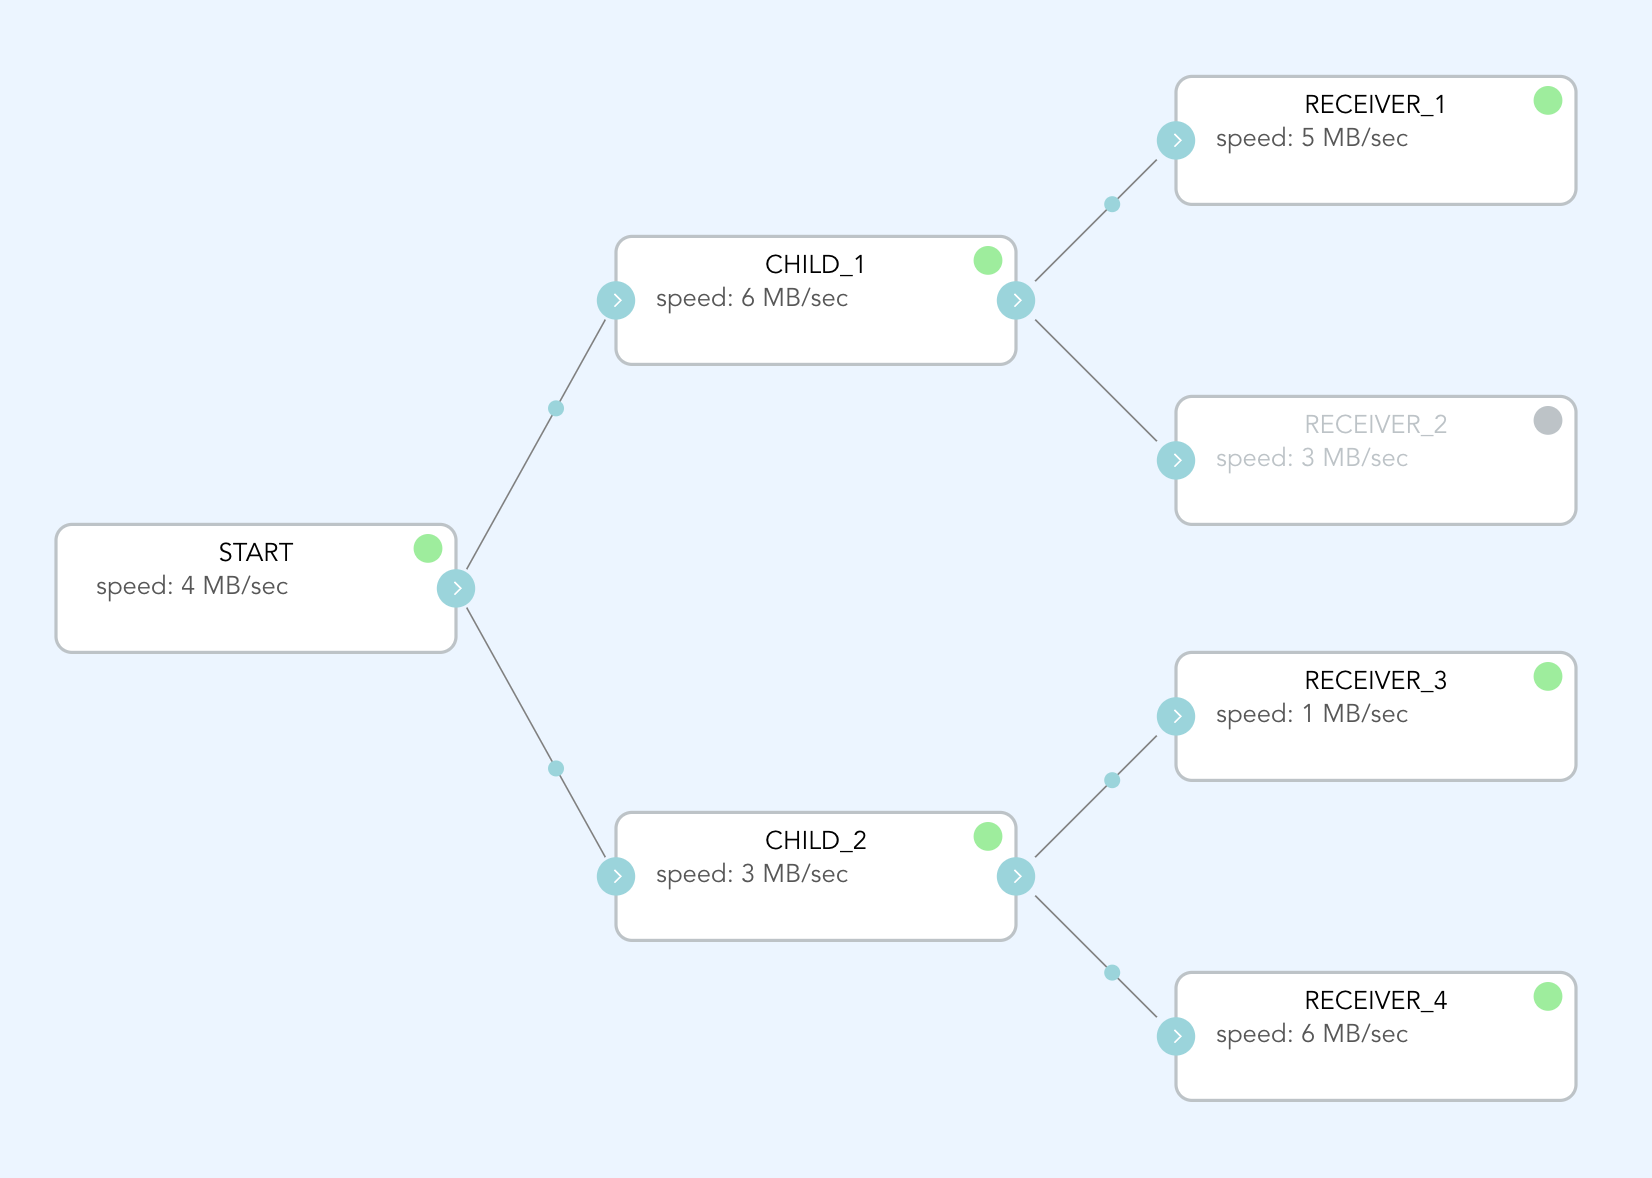 START
speed: 4 MB/sec
CHILD_1
speed: 6 MB/sec
CHILD_2
speed: 3 MB/sec
RECEIVER_1
speed: 5 MB/sec
RECEIVER_2
speed: 3 MB/sec
RECEIVER_3
speed: 1 MB/sec
RECEIVER_4
speed: 6 MB/sec